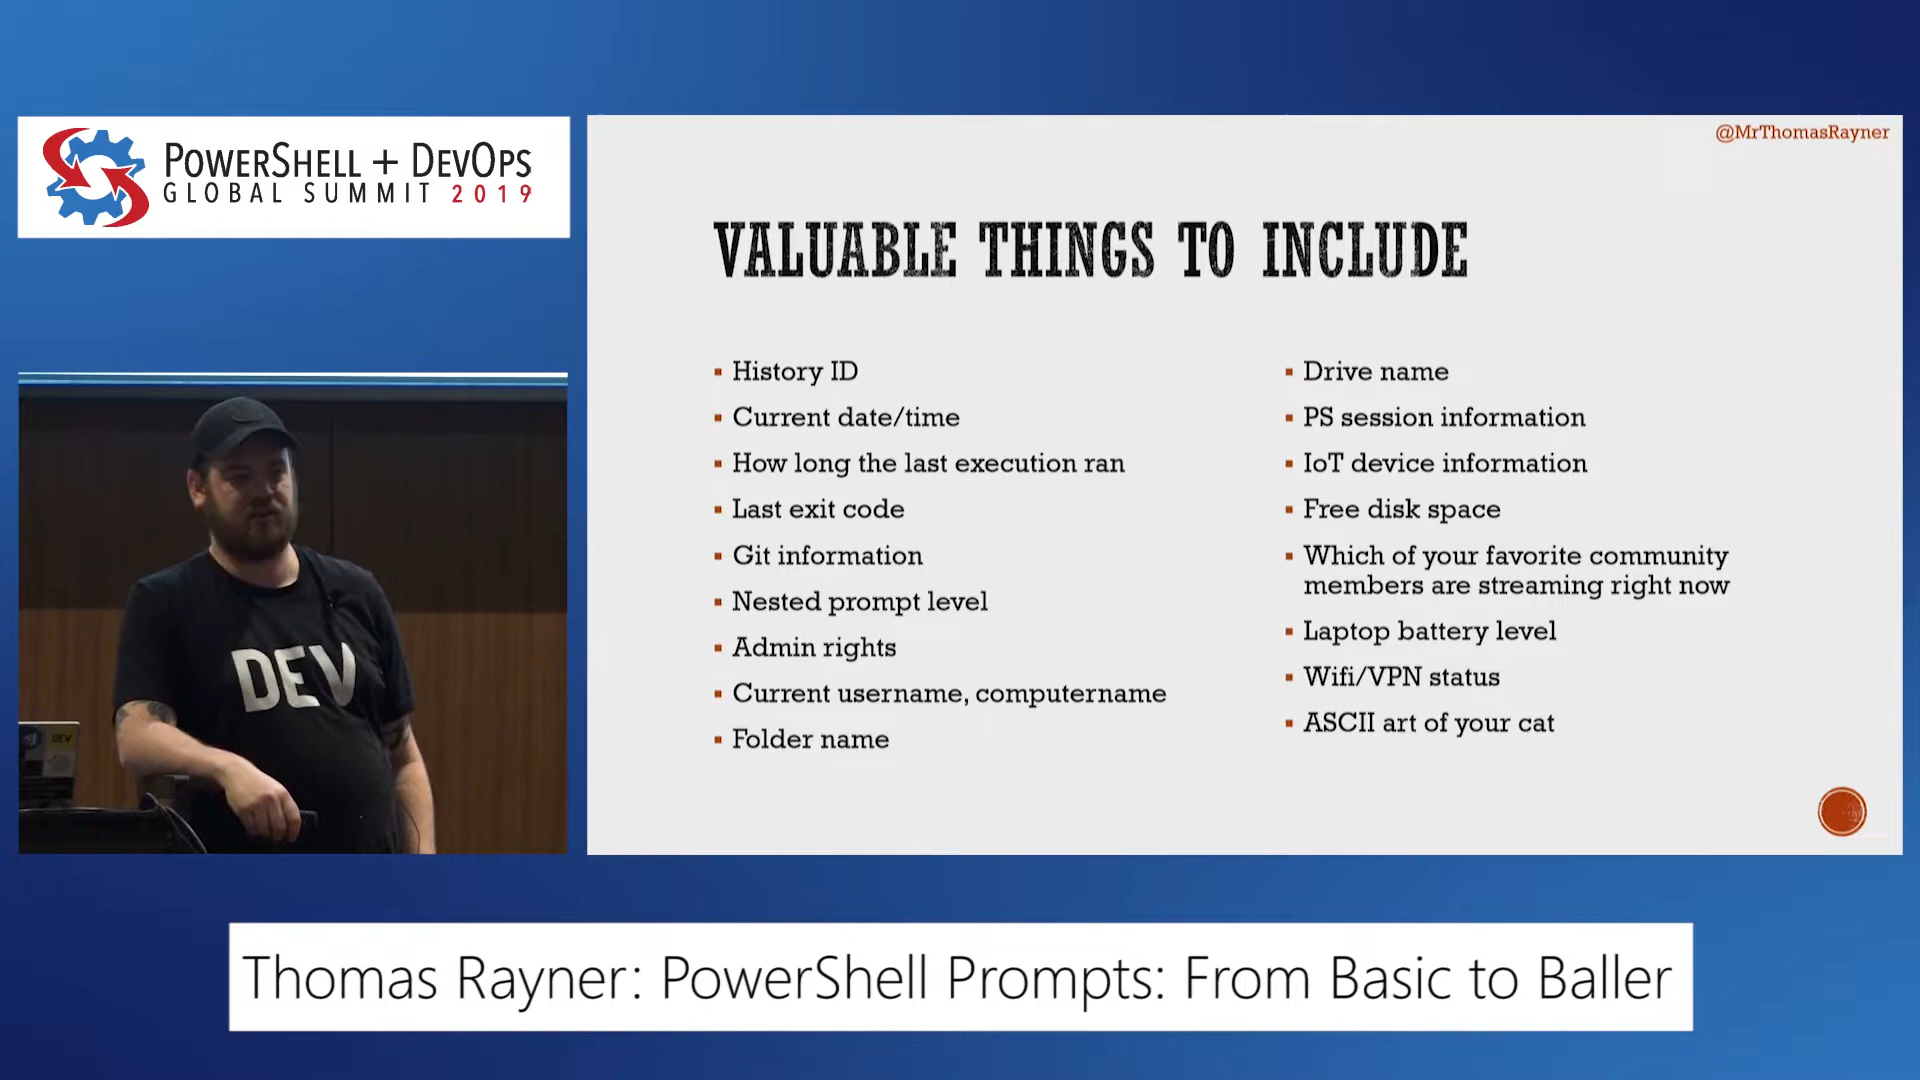 POWERSHELL + DEVOPS
GLOBAL SUMMIT 2019
@MrThomasRayner
VALUABLE THINGS TO INCLUDE
History ID
Current date/time
How long the last execution ran
Last exit code
Git information
Nested prompt level
Admin rights
Current username, computername
Folder name
Drive name
PS session information
IoT device information
Free disk space
Which of your favorite community
members are streaming right now
Laptop battery level
Wifi/VPN status
ASCII art of your cat
DEV
DEV
Thomas Rayner: PowerShell Prompts: From Basic to Baller